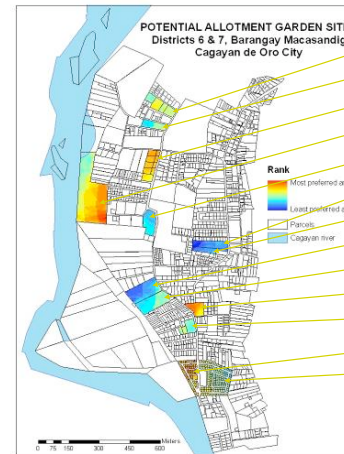 POTENTIAL ALLOTMENT GARDEN SIT
Districts 6 & 7, Barangay Macasandig
Cagayan de Oro City
Rank
Most preferred a
Least preferred a
Parcels
Cagayan river
Meters
0 75 150 300 450 600